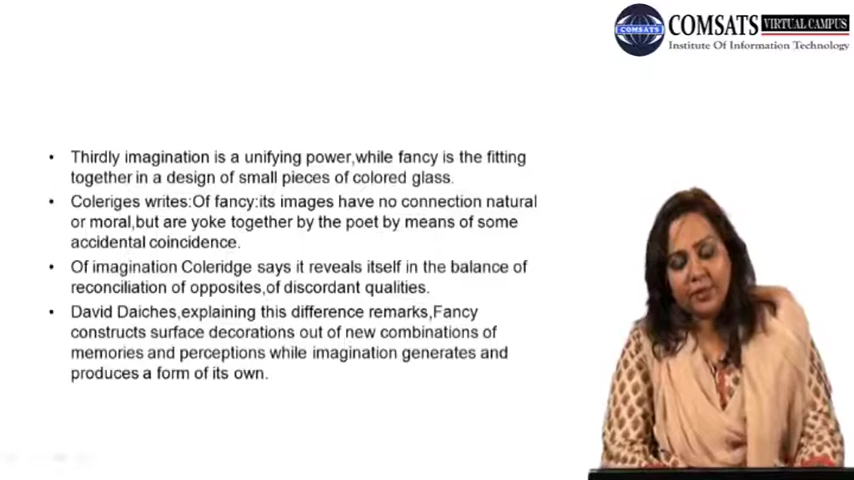 COMSATS
COMSATS VIRTUAL CAMPUS
Institute Of Information Technology
• Thirdly imagination is a unifying power,while fancy is the fitting
together in a design of small pieces of colored glass.
• Coleriges writes:Of fancy:its images have no connection natural
or moral,but are yoke together by the poet by means of some
accidental coincidence.
• Of imagination Coleridge says it reveals itself in the balance of
reconciliation of opposites,of discordant qualities.
• David Daiches,explaining this difference remarks,Fancy
constructs surface decorations out of new combinations of
memories and perceptions while imagination generates and
produces a form of its own.